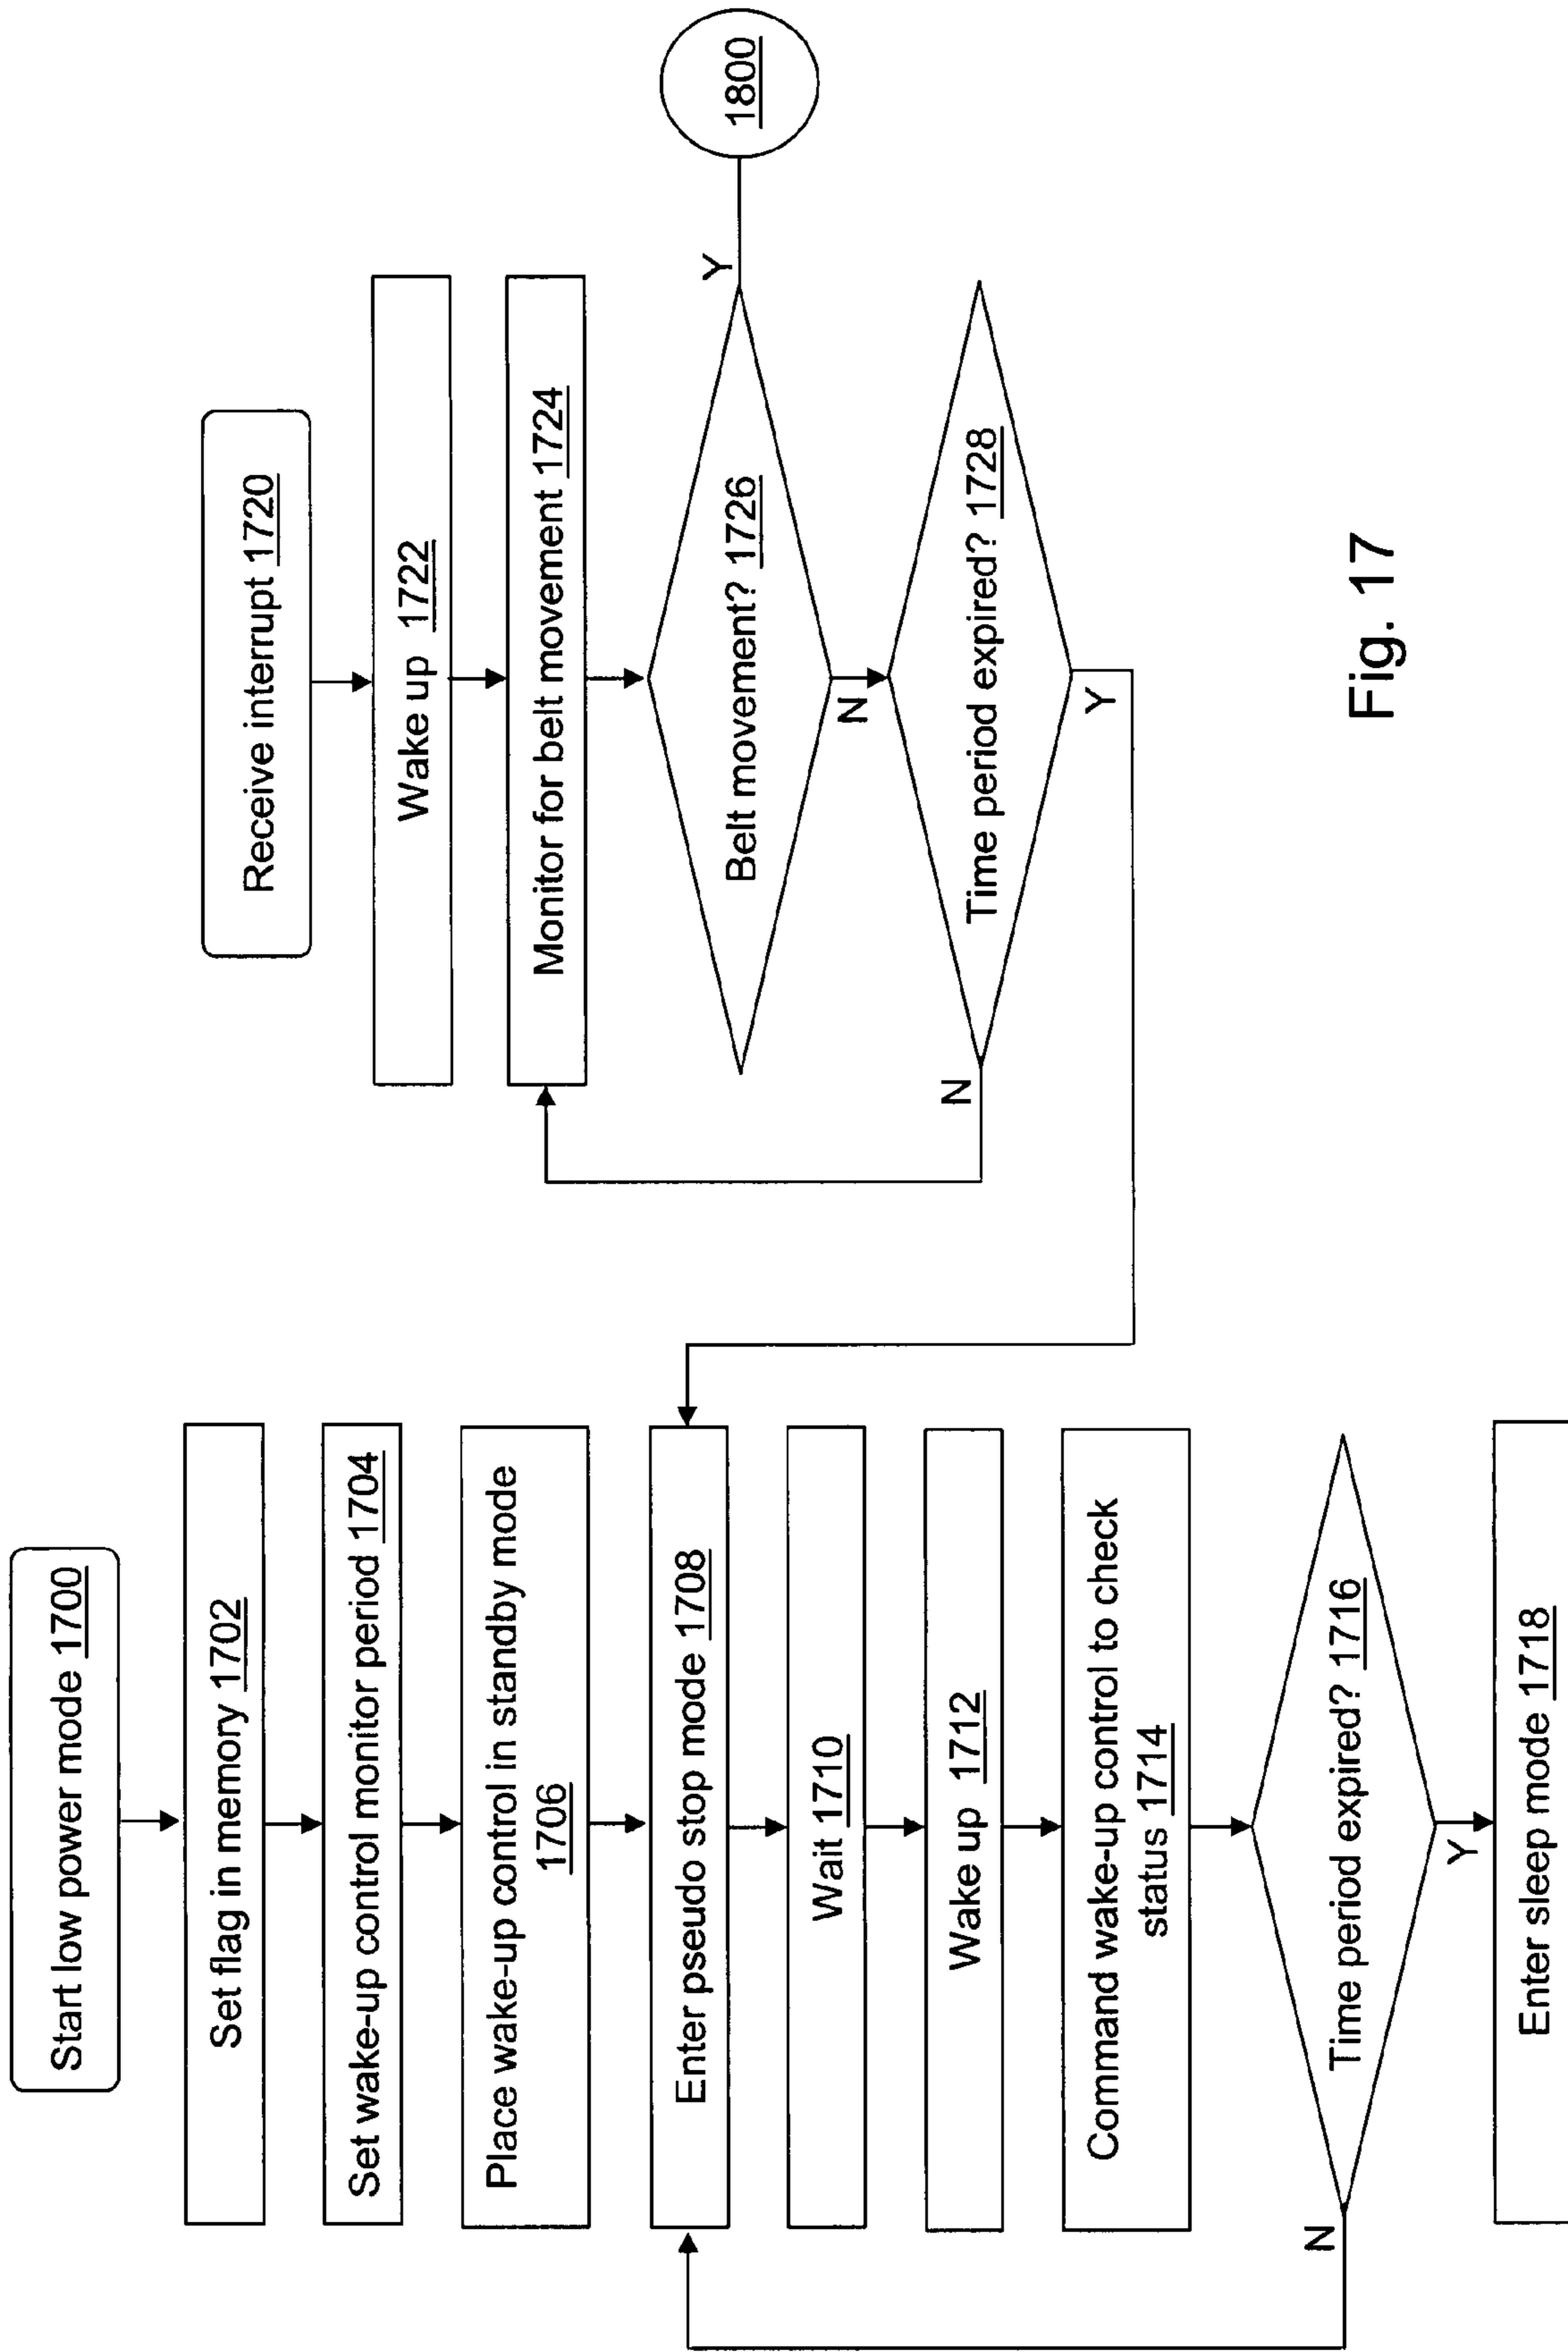 Start low power mode 1700
Set flag in memory 1702
Set wake-up control monitor period 1704
Place wake-up control in standby mode
1706
Enter pseudo stop mode 1708
Wait 1710
Wake up 1712
Command wake-up control to check
status 1714
Time period expired? 1716
N
Y
Enter sleep mode 1718
Receive interrupt 1720
Wake up 1722
Monitor for belt movement 1724
Belt movement? 1726
Y
1800
N
Time period expired? 1728
N
Y
Fig. 17